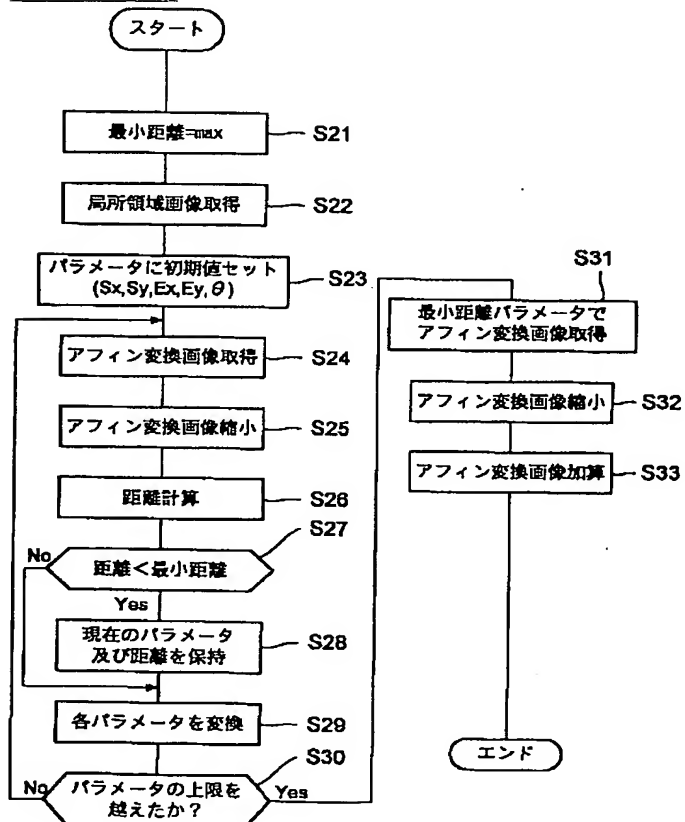 スタート
最小距離=max
S21
局所領域画像取得
S22
パラメータに初期値セット
(Sx,Sy,Ex,Ey,θ)
S23
アフィン変換画像取得
S24
アフィン変換画像縮小
S25
距離計算
S26
S27
No
距離<最小距離
Yes
現在のパラメータ
及び距離を保持
S28
各パラメータを変換
S29
S30
No
パラメータの上限を
越えたか？
Yes
S31
最小距離パラメータで
アフィン変換画像取得
アフィン変換画像縮小
S32
アフィン変換画像加算
S33
エンド